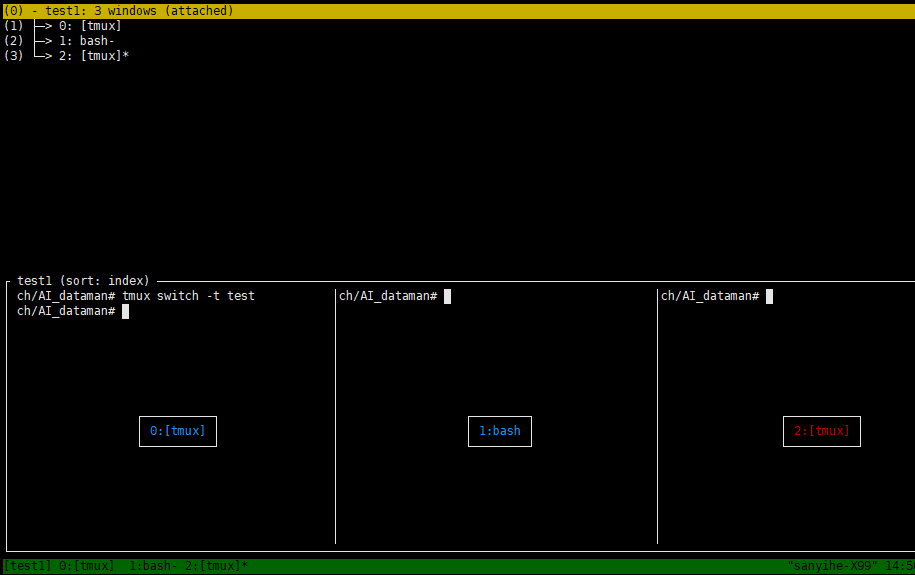 (0) - test1: 3 windows (attached)
(1) ├─> 0: [tmux]
(2) ├─> 1: bash-
(3) └─> 2: [tmux]*
test1 (sort: index)
ch/AI_dataman# tmux switch -t test
ch/AI_dataman#
ch/AI_dataman#
ch/AI_dataman#
0:[tmux]
1:bash
2:[tmux]
[test1] 0:[tmux]  1:bash- 2:[tmux]*
"sanyihe-X99" 14:5